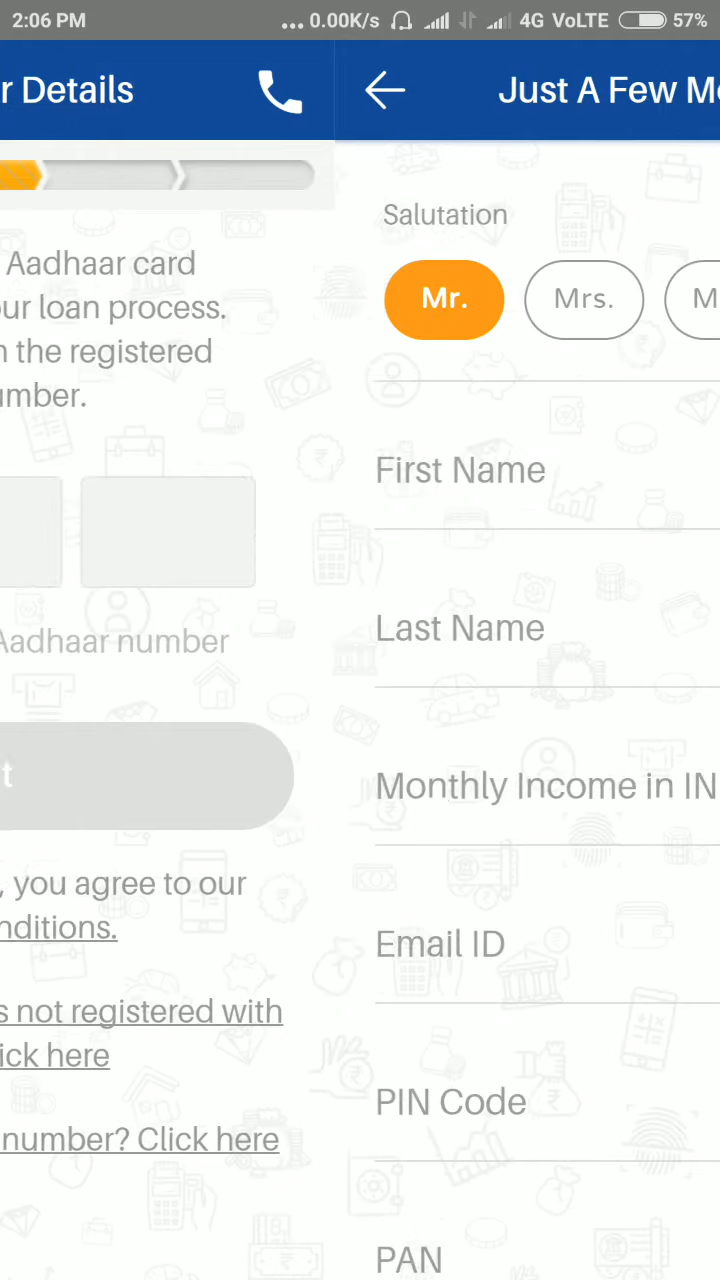 2:06 PM
... 0.00K/s 4G VoLTE 57%
r Details
Aadhaar card
ur loan process.
n the registered
umber.
Aadhaar number
t
, you agree to our
nditions.
s not registered with
ick here
number? Click here
Just A Few Mo
Salutation
Mr.
Mrs.
M
First Name
Last Name
Monthly Income in IN
Email ID
PIN Code
PAN